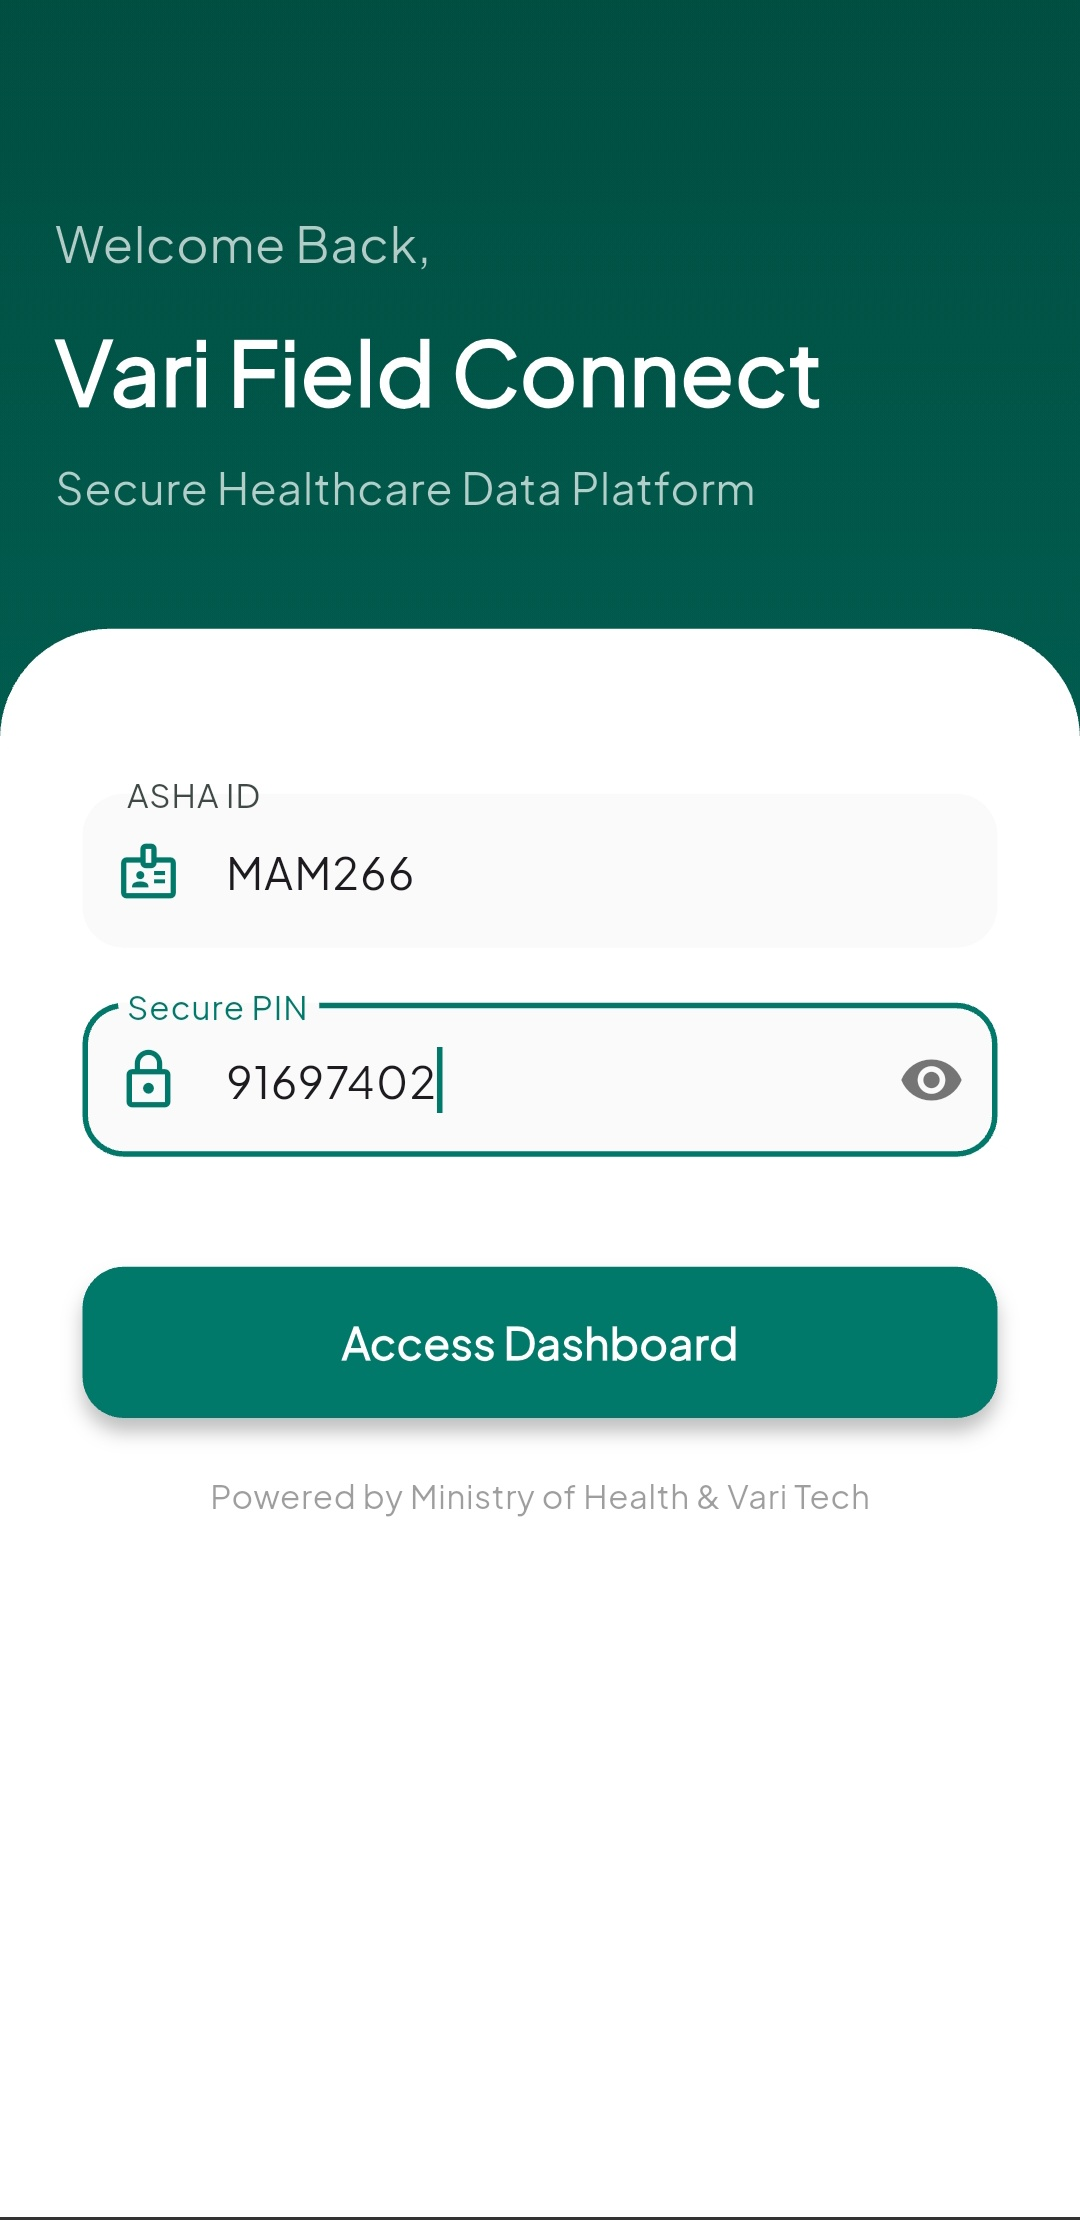 Welcome Back,
Vari Field Connect
Secure Healthcare Data Platform
ASHA ID
MAM266
Secure PIN
91697402
Access Dashboard
Powered by Ministry of Health & Vari Tech